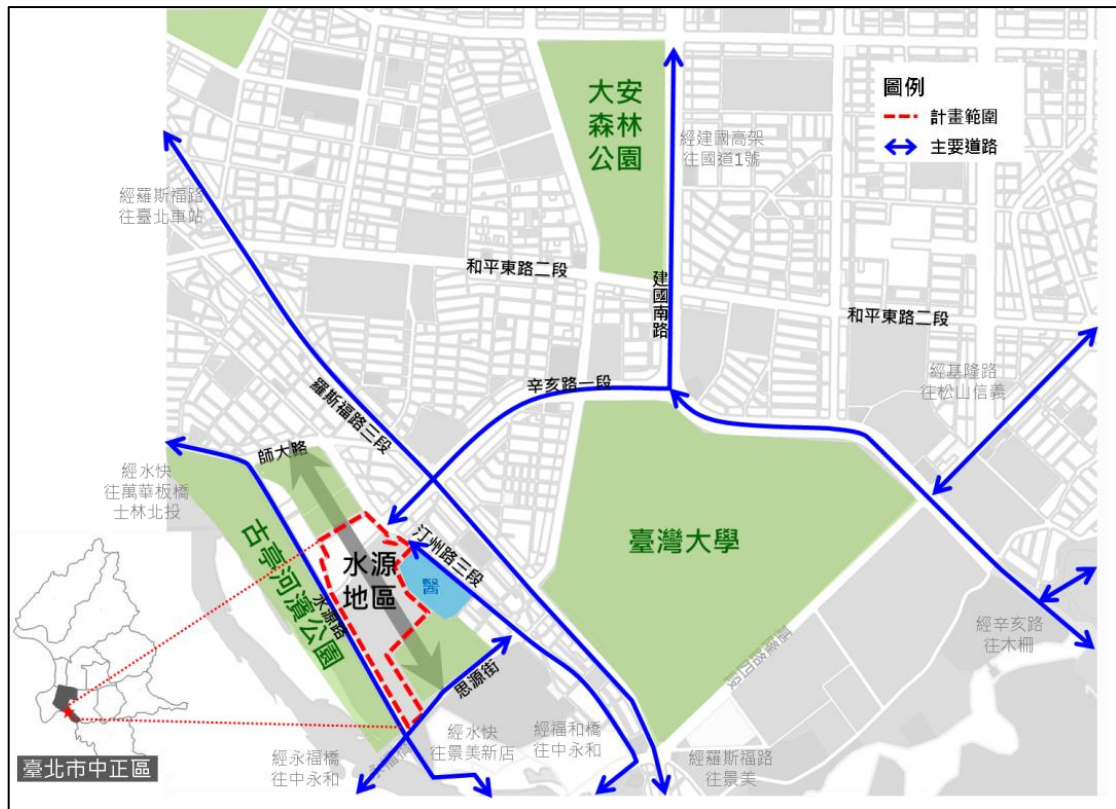 大安
森林
公園
圖例
計畫範圍
主要道路
經建國高架
往國道1號
經羅斯福路
往臺北車站
和平東路二段
建國南路
和平東路二段
經基隆路
往松山信義
辛亥路一段
羅斯福路三段
師大路
經水快
往萬華板橋
士林北投
古亭河濱公園
水源路
水源
地區
汀州路三段
醫
臺灣大學
思源街
經辛亥路
往木柵
經水快
往景美新店
經福和橋
往中永和
經永福橋
往中永和
經羅斯福路
往景美
臺北市中正區